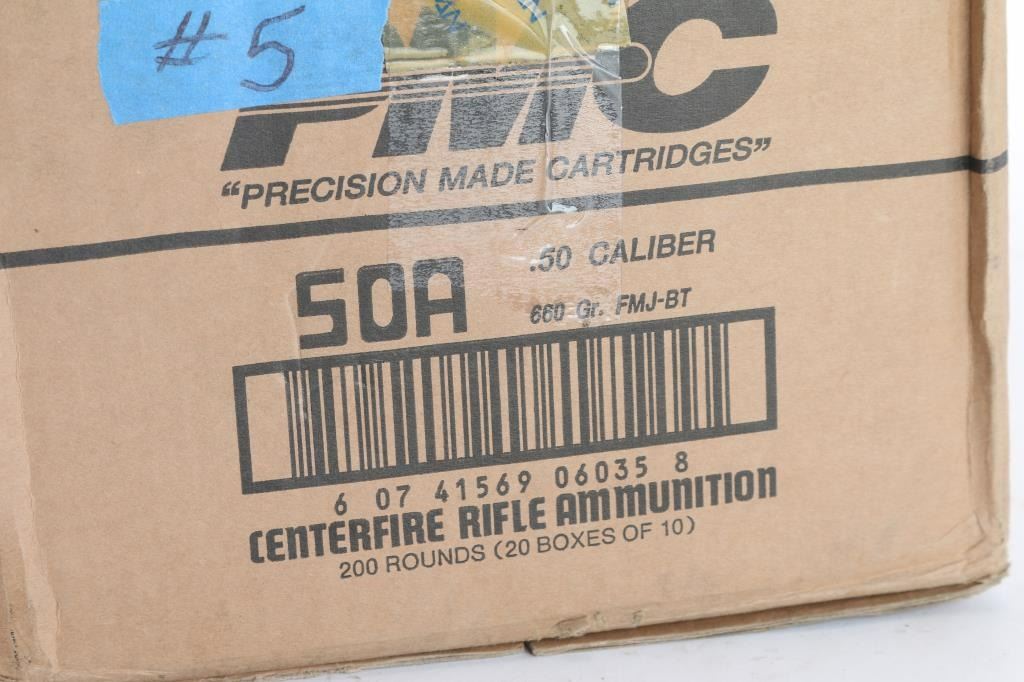 #5
PMC
“PRECISION MADE CARTRIDGES”
50A
.50 CALIBER
660 Gr. FMJ-BT
6 07 41569 06035 8
CENTERFIRE RIFLE AMMUNITION
200 ROUNDS (20 BOXES OF 10)